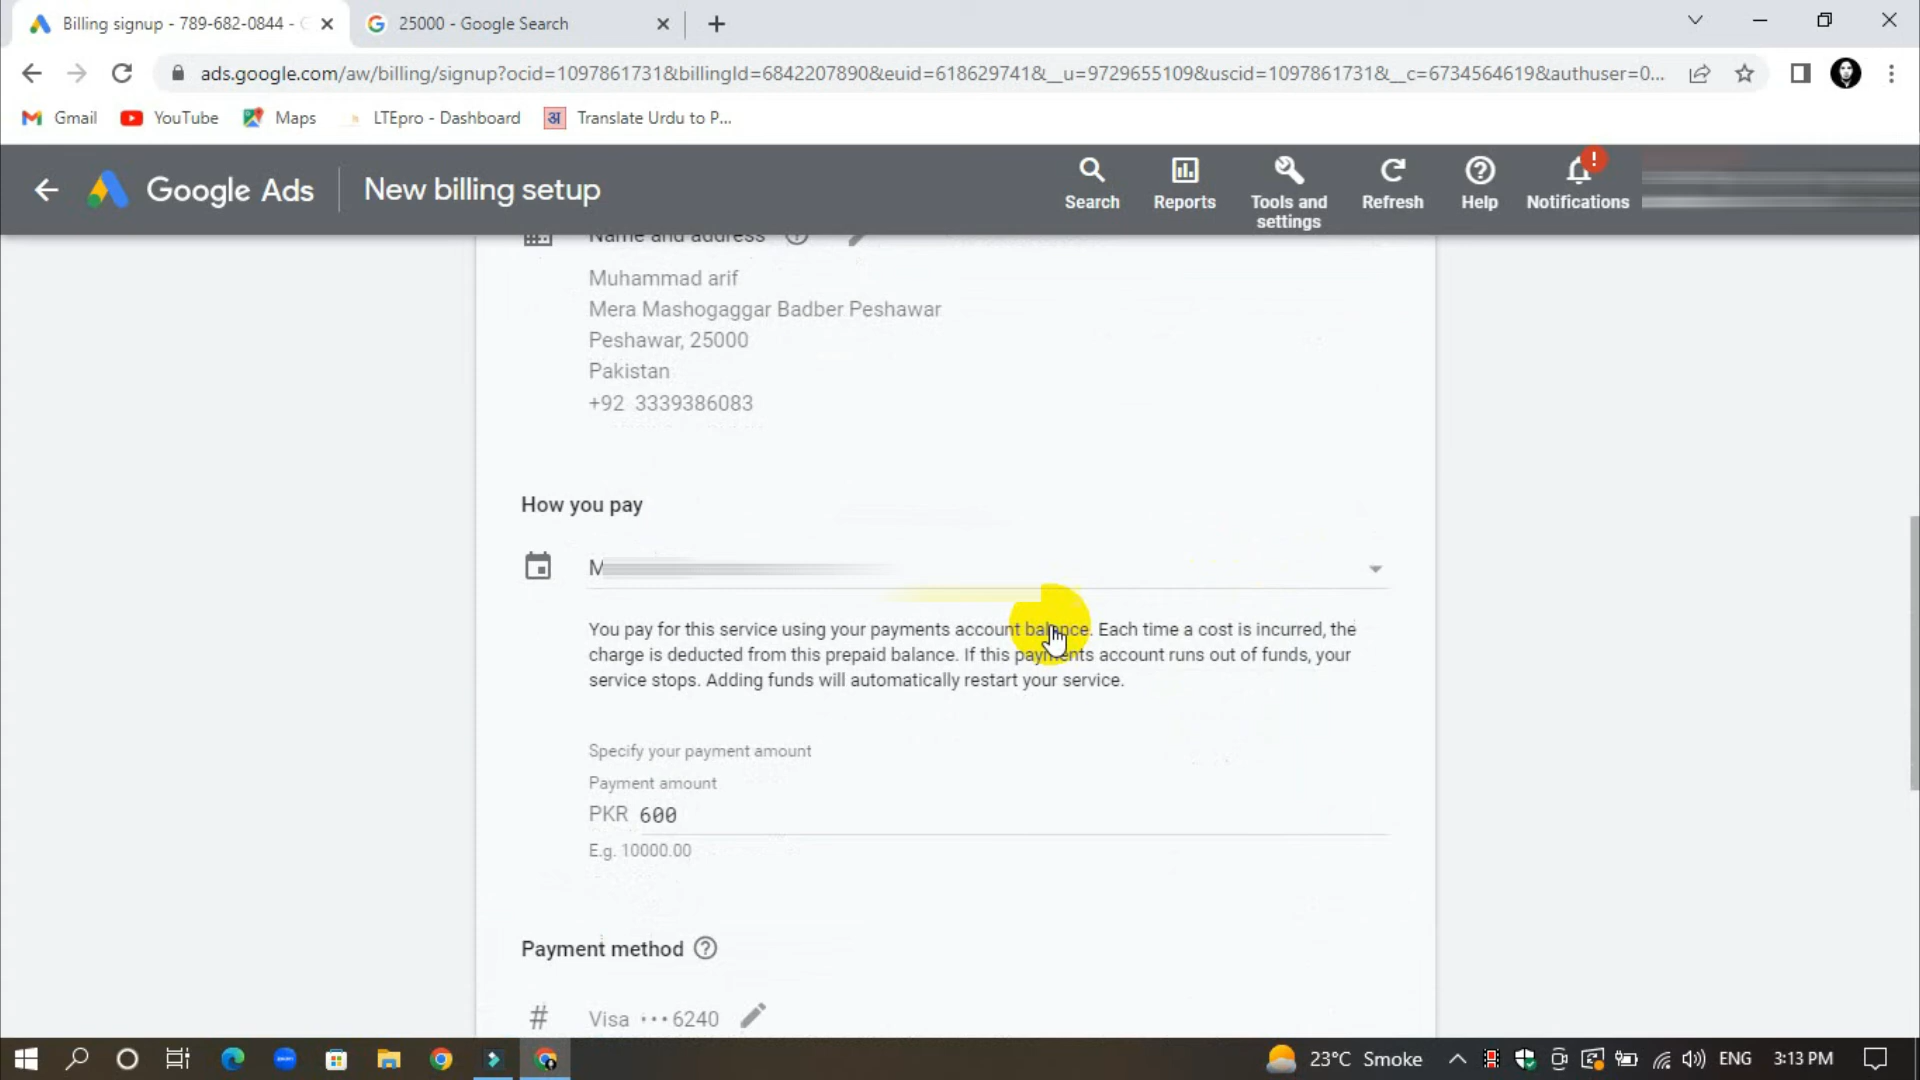 Billing signup - 789-682-0844 -
25000 - Google Search
ads.google.com/aw/billing/signup?ocid=1097861731&billingId=6842207890&euid=618629741&__u=9729655109&uscid=1097861731&__c=6734564619&authuser=0...
Gmail
YouTube
Maps
LTEpro - Dashboard
अ
Translate Urdu to P...
Google Ads
New billing setup
Search
Reports
Tools and
settings
Refresh
Help
!
Notifications
Name and address
Muhammad arif
Mera Mashogaggar Badber Peshawar
Peshawar, 25000
Pakistan
+92 3339386083
How you pay
M
You pay for this service using your payments account balance. Each time a cost is incurred, the
charge is deducted from this prepaid balance. If this payments account runs out of funds, your
service stops. Adding funds will automatically restart your service.
Specify your payment amount
Payment amount
PKR 600
E.g. 10000.00
Payment method
# Visa •••6240
23°C Smoke
ENG
3:13 PM